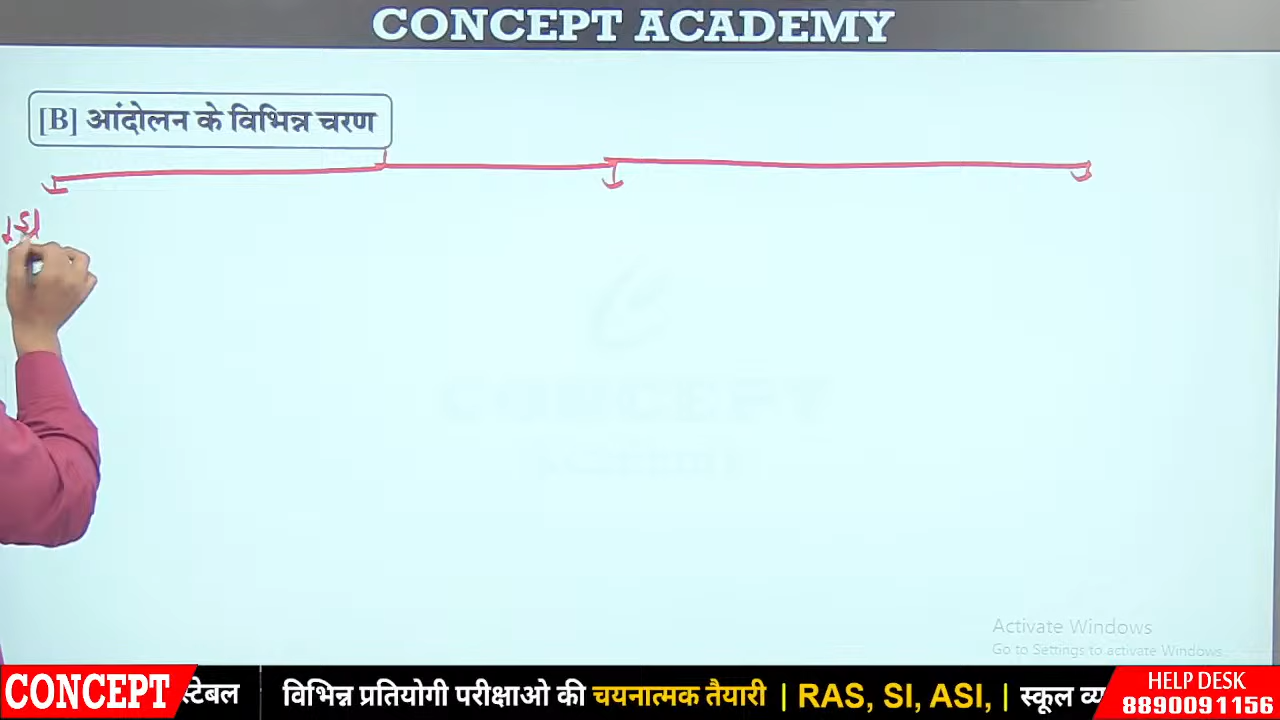 CONCEPT ACADEMY
[B] आंदोलन के विभिन्न चरण
CONCEPT
Activate Windows
Go to Settings to activate Windows.
CONCEPT स्टेबल विभिन्न प्रतियोगी परीक्षाओ की चयनात्मक तैयारी | RAS, SI, ASI, | स्कूल व्य
HELP DESK
8890091156